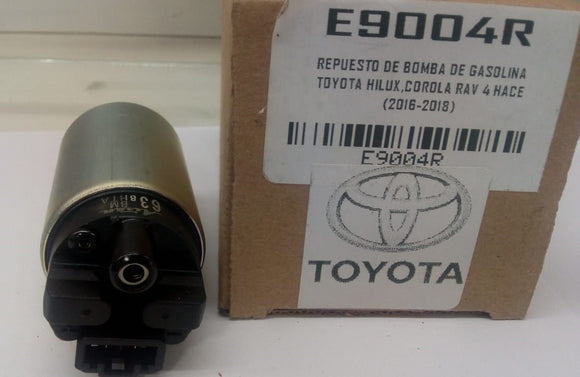 E9004R
REPUESTO DE BOMBA DE GASOLINA
TOYOTA HILUX,COROLA RAV 4 HACE
(2016-2018)
E9004R
TOYOTA